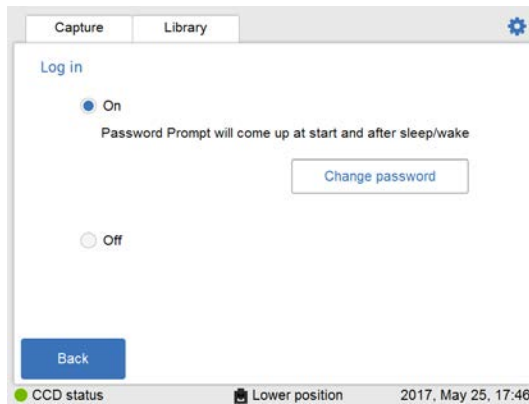 Capture Library
Log in
On
Password Prompt will come up at start and after sleep/wake
Change password
Off
Back
CCD status Lower position 2017, May 25, 17:46